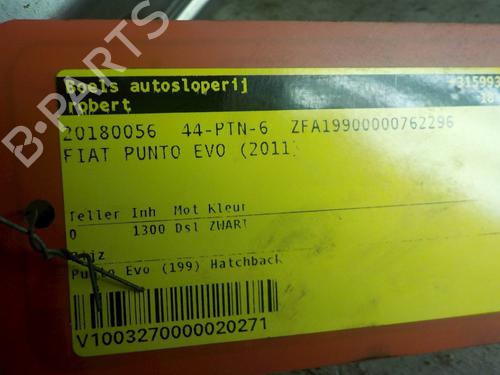 B-PARTS
Boels autosloperij
robert
20180056 44-PTN-6 ZFA19900000762296
FIAT PUNTO EVO (2011)
Teller Inh Mot Kleur
0 1300 Dsl ZWART
Punto Evo (199) Hatchback
V1003270000020271